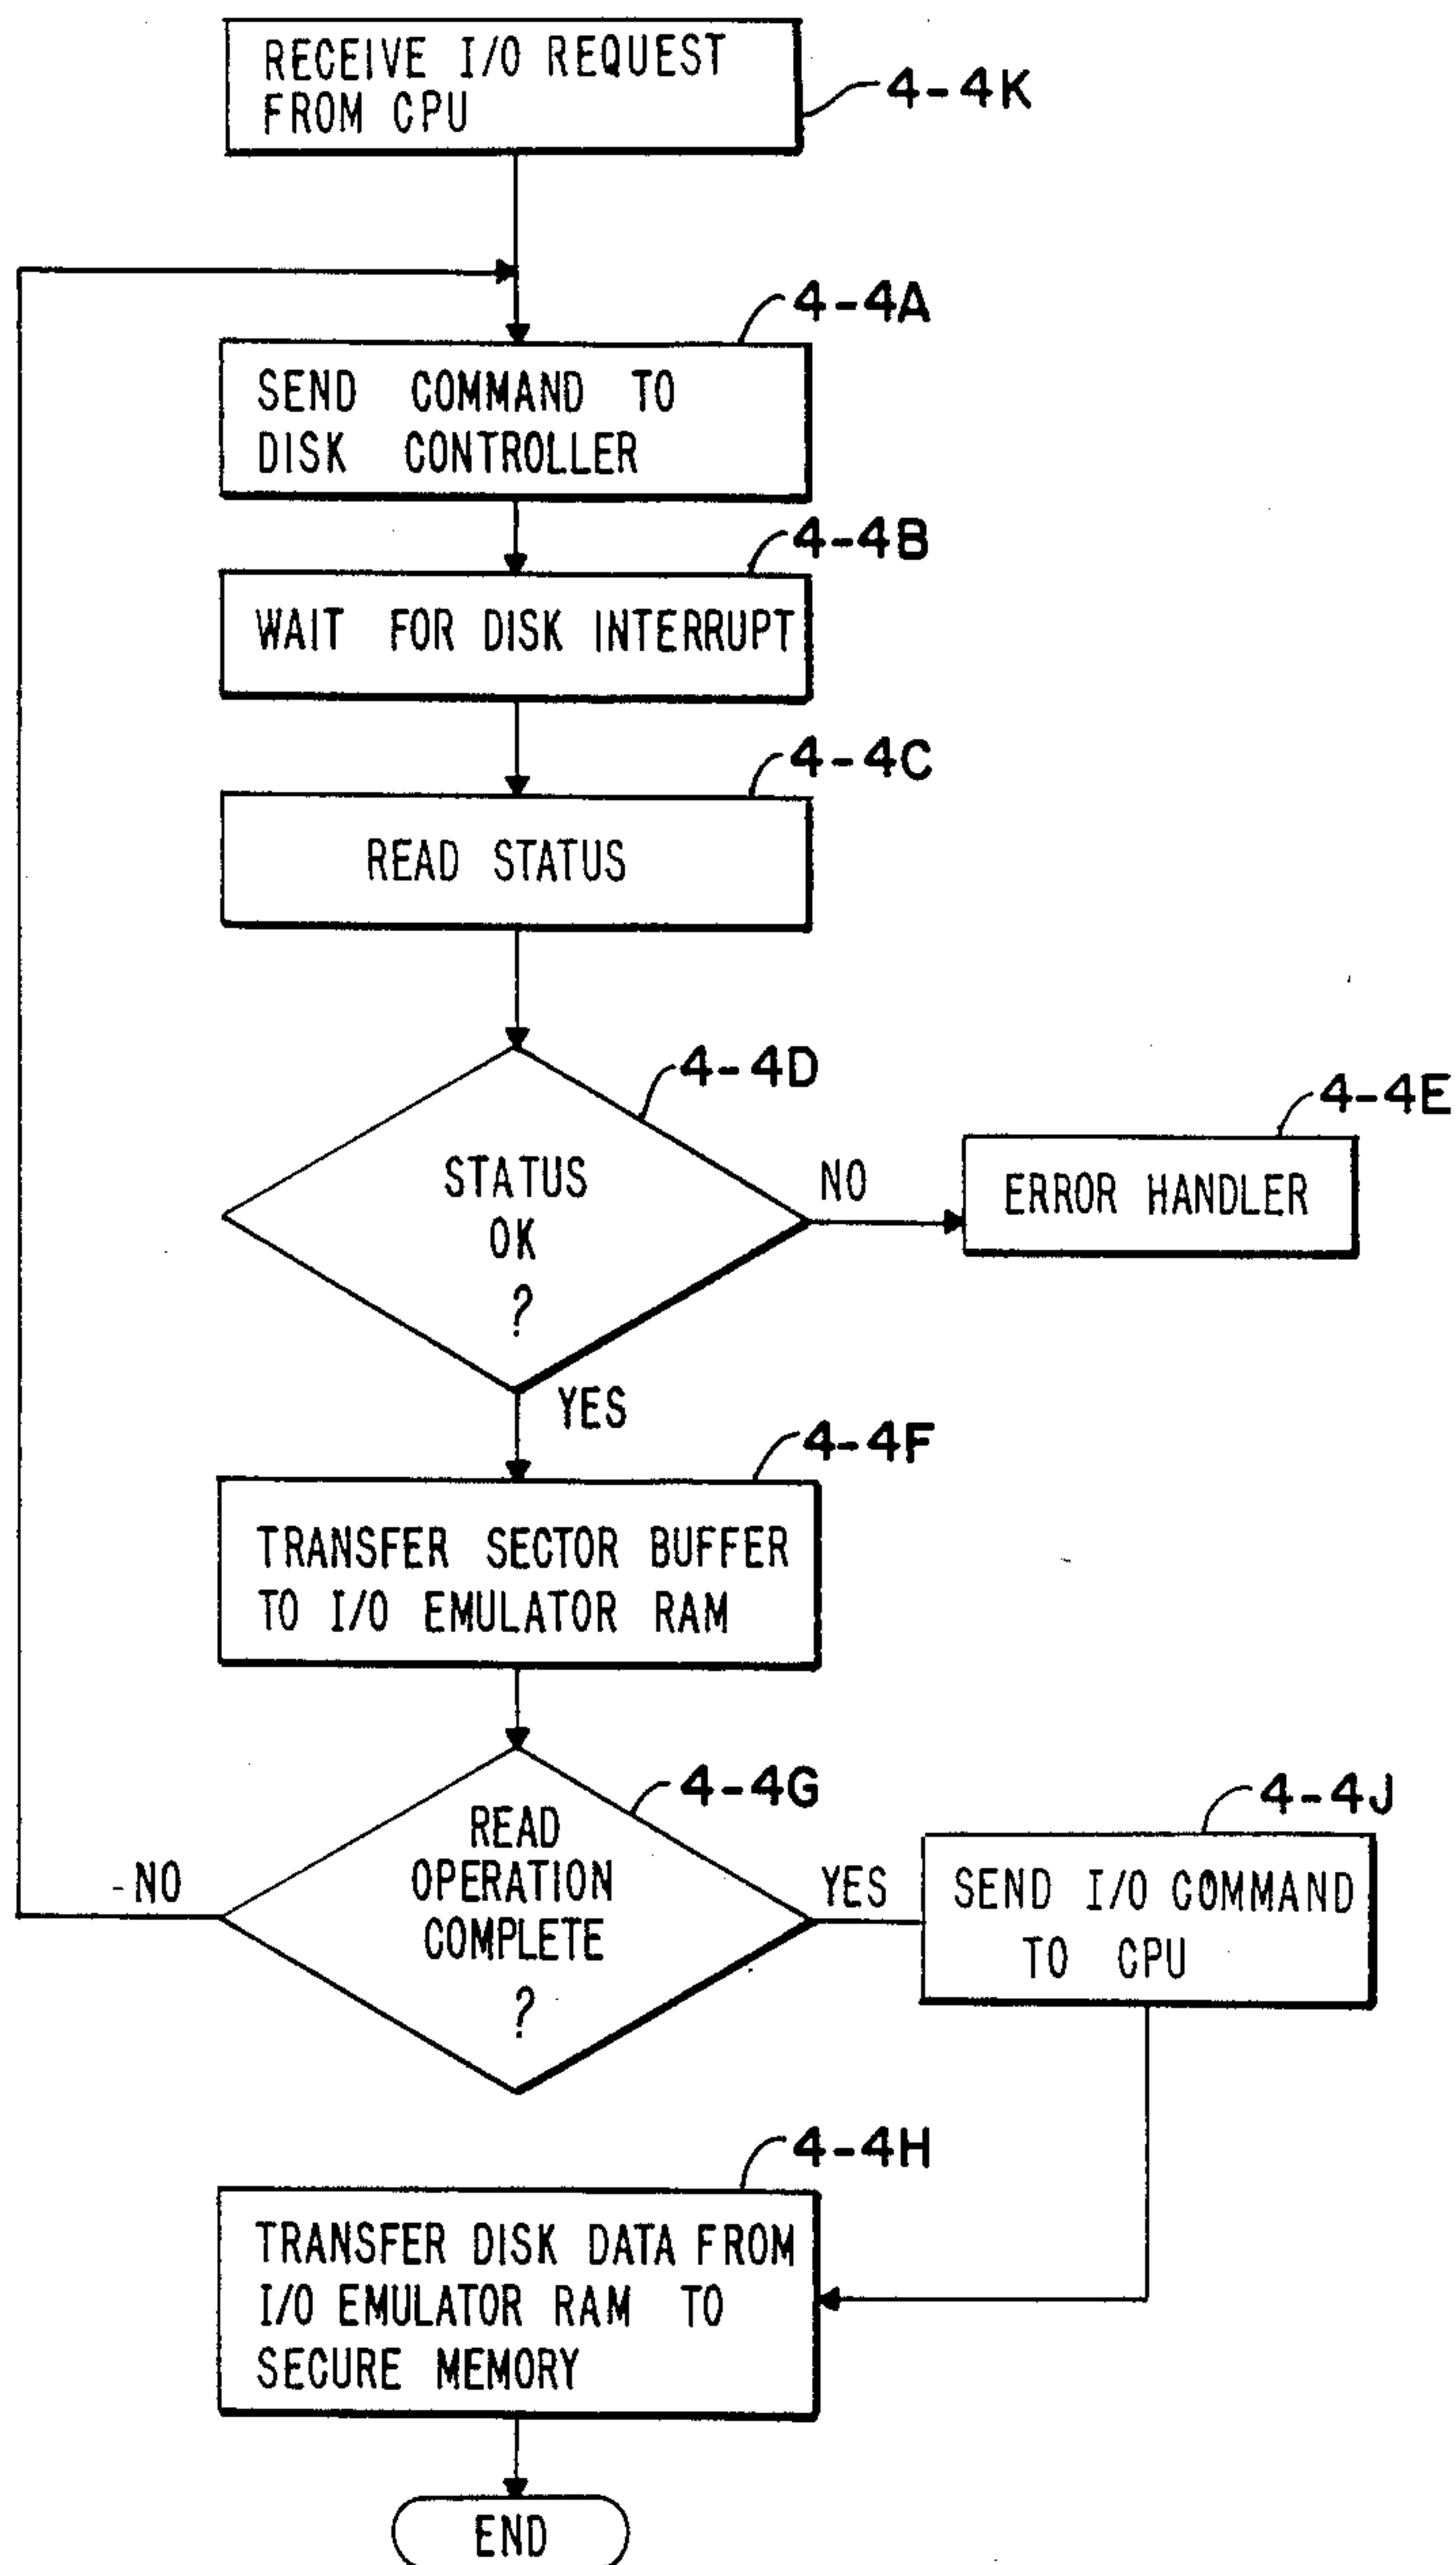 RECEIVE I/O REQUEST
FROM CPU
4-4K
4-4A
SEND COMMAND TO
DISK CONTROLLER
4-4B
WAIT FOR DISK INTERRUPT
4-4C
READ STATUS
4-4D
STATUS
OK
?
NO
4-4E
ERROR HANDLER
YES
4-4F
TRANSFER SECTOR BUFFER
TO I/O EMULATOR RAM
4-4G
READ
OPERATION
COMPLETE
?
NO
YES
4-4J
SEND I/O COMMAND
TO CPU
4-4H
TRANSFER DISK DATA FROM
I/O EMULATOR RAM TO
SECURE MEMORY
END